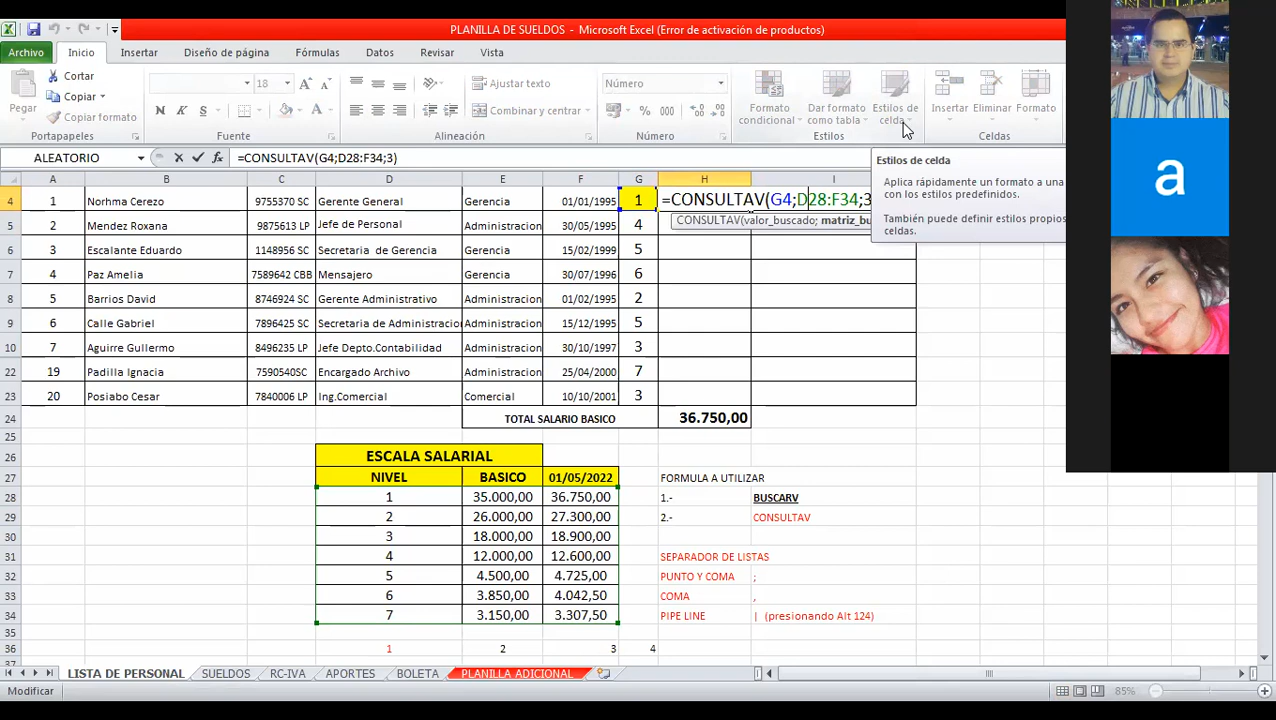 PLANILLA DE SUELDOS - Microsoft Excel (Error de activación de productos)
Archivo Inicio Insertar Diseño de página Fórmulas Datos Revisar Vista
Pegar Cortar Copiar Copiar formato
18
N K S
Ajustar texto
Combinar y centrar
Número
% 000
Formato condicional
Dar formato como tabla
Estilos de celda
Insertar Eliminar Formato
Portapapeles Fuente Alineación Número Estilos Celdas
ALEATORIO =CONSULTAV(G4;D28:F34;3)
Estilos de celda
Aplica rápidamente un formato a una
con los estilos predefinidos.
También puede definir estilos propios
celdas.
A B C D E F G H I
4 1 Norhma Cerezo 9755370 SC Gerente General Gerencia 01/01/1995 1 =CONSULTAV(G4;D28:F34;3
CONSULTAV(valor_buscado; matriz_bu
5 2 Mendez Roxana 9875613 LP Jefe de Personal Administracion 30/05/1995 4
6 3 Secretaria Eduardo 1148956 SC Secretaria de Gerencia Gerencia 15/02/1999 5
7 4 Paz Amelia 7589642 CBB Mensajero Gerencia 30/07/1996 6
8 5 Barrios David 8746924 SC Gerente Administrativo Administracion 01/02/1995 2
9 6 Calle Gabriel 7896425 SC Secretaria de Administracion Administracion 15/12/1995 5
10 7 Aguirre Gullermo 8496235 LP Jefe Depto.Contabilidad Administracion 30/10/1997 3
22 19 Padilla Ignacia 7590540SC Encargado Archivo Administracion 25/04/2000 7
23 20 Posiabo Cesar 7840006 LP Ing.Comercial Comercial 10/10/2001 3
24 TOTAL SALARIO BASICO 36.750,00
25
26 ESCALA SALARIAL
27 NIVEL BASICO 01/05/2022 FORMULA A UTILIZAR
28 1 35.000,00 36.750,00 1.- BUSCARV
29 2 26.000,00 27.300,00 2.- CONSULTAV
30 3 18.000,00 18.900,00
31 4 12.000,00 12.600,00 SEPARADOR DE LISTAS
32 5 4.500,00 4.725,00 PUNTO Y COMA ;
33 6 3.850,00 4.042,50 COMA ,
34 7 3.150,00 3.307,50 PIPE LINE | (presionando Alt 124)
35
36 1 2 3 4
37
LISTA DE PERSONAL SUELDOS RC-IVA APORTES BOLETA PLANILLA ADICIONAL
Modificar 85%
a